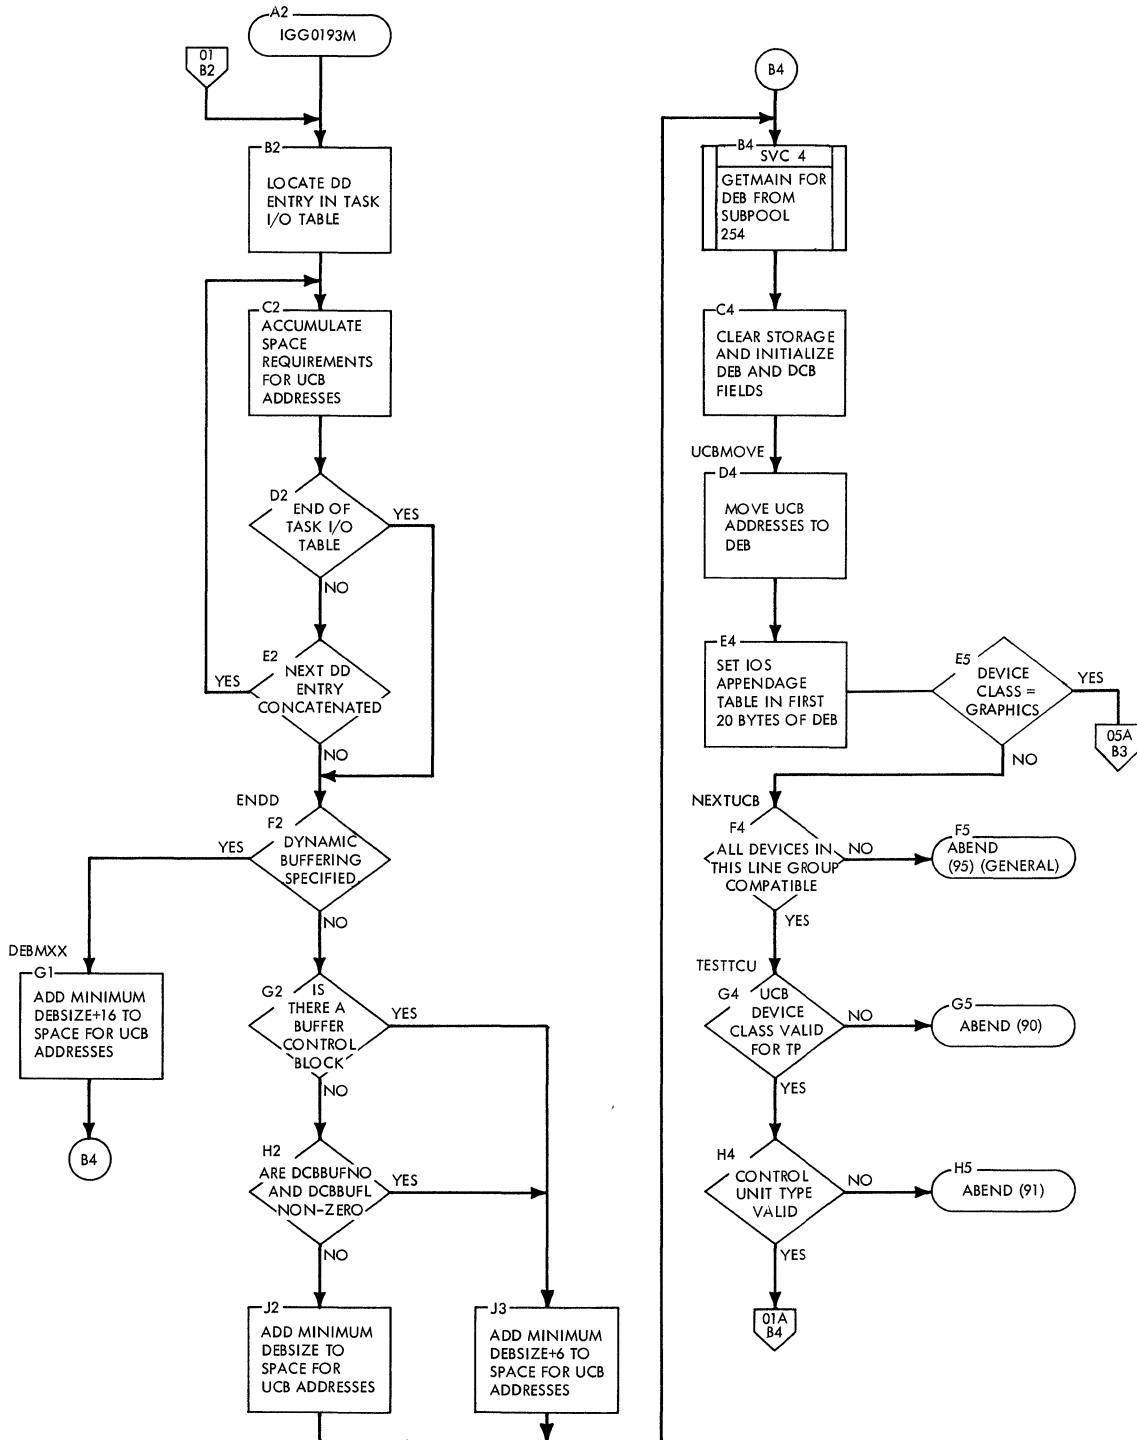 A2
IGG0193M
01
B2
B2
LOCATE DD
ENTRY IN TASK
I/O TABLE
C2
ACCUMULATE
SPACE
REQUIREMENTS
FOR UCB
ADDRESSES
D2
END OF
TASK I/O
TABLE
YES
NO
E2
NEXT DD
ENTRY
CONCATENATED
YES
NO
ENDD
F2
DYNAMIC
BUFFERING
SPECIFIED
YES
NO
DEBMXX
G1
ADD MINIMUM
DEBSIZE+16 TO
SPACE FOR UCB
ADDRESSES
B4
G2
IS
THERE A
BUFFER
CONTROL
BLOCK
YES
NO
H2
ARE DCBBUFNO
AND DCBBUFL
NON-ZERO
YES
NO
J2
ADD MINIMUM
DEBSIZE TO
SPACE FOR
UCB ADDRESSES
J3
ADD MINIMUM
DEBSIZE+6 TO
SPACE FOR UCB
ADDRESSES
B4
B4
SVC 4
GETMAIN FOR
DEB FROM
SUBPOOL
254
C4
CLEAR STORAGE
AND INITIALIZE
DEB AND DCB
FIELDS
UCBMOVE
D4
MOVE UCB
ADDRESSES TO
DEB
E4
SET IOS
APPENDAGE
TABLE IN FIRST
20 BYTES OF DEB
E5
DEVICE
CLASS =
GRAPHICS
YES
05A
B3
NO
NEXTUCB
F4
ALL DEVICES IN
THIS LINE GROUP
COMPATIBLE
NO
F5
ABEND
(95) (GENERAL)
YES
TESTTCU
G4
UCB
DEVICE
CLASS VALID
FOR TP
NO
G5
ABEND (90)
YES
H4
CONTROL
UNIT TYPE
VALID
NO
H5
ABEND (91)
YES
01A
B4